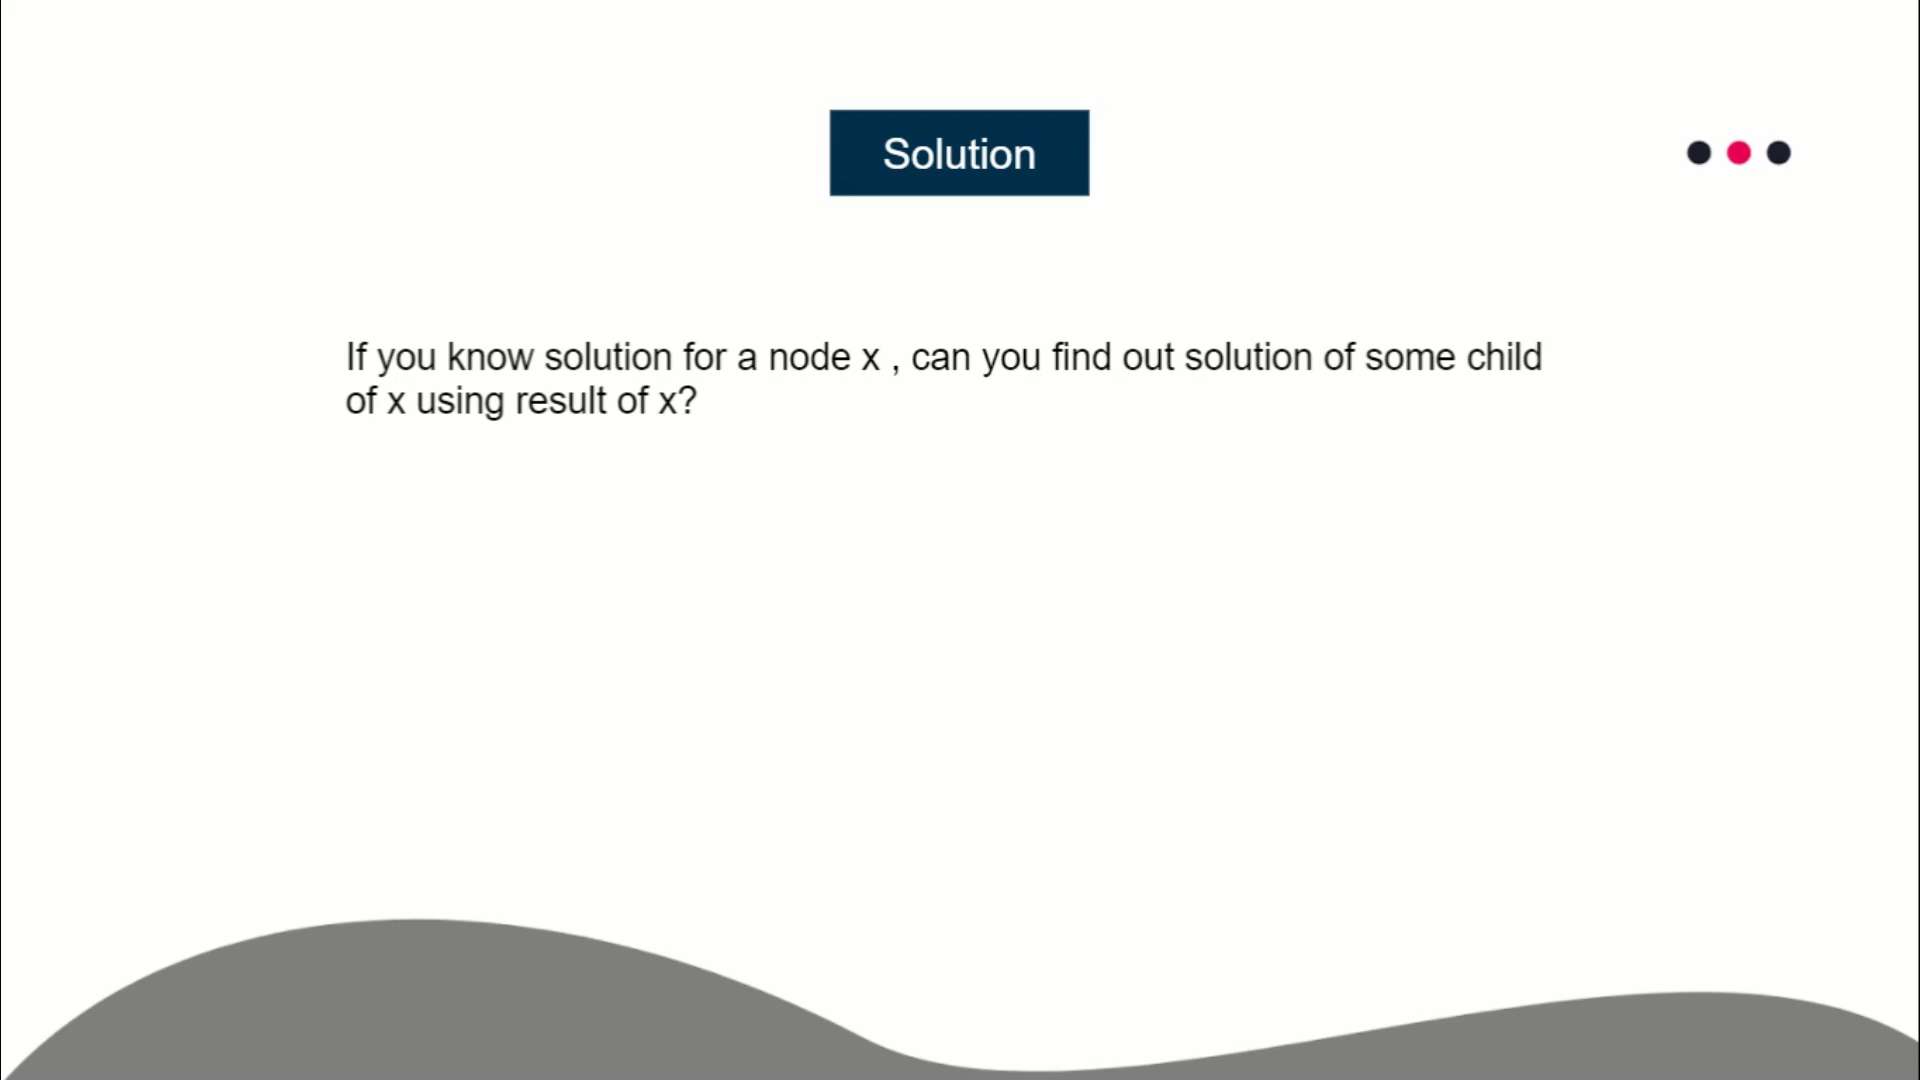 Solution
If you know solution for a node x , can you find out solution of some child
of x using result of x?